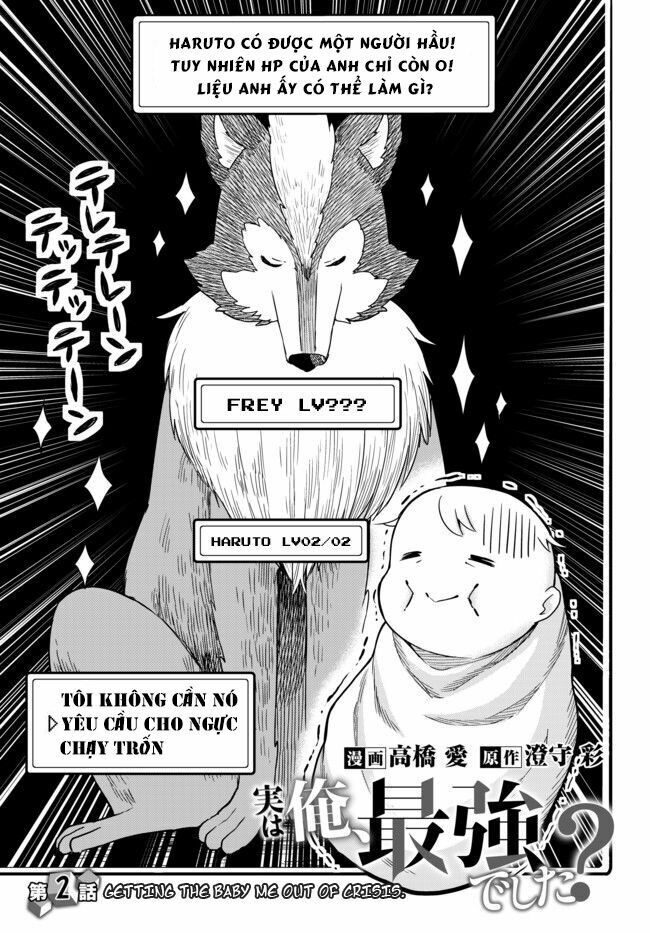 HARUTO CÓ ĐƯỢC MỘT NGƯỜI HẦU!
TUY NHIÊN HP CỦA ANH CHỈ CÒN 0!
LIỆU ANH ẤY CÓ THỂ LÀM GÌ?
テレテレーン
テッテッテーン
FREY LV???
HARUTO LV02/02
TÔI KHÔNG CẦN NÓ
▷YÊU CẦU CHO NGỰC
CHẠY TRỐN
漫画 高橋 愛 原作 澄守 彩
実は俺、最強でした?
第2話 GETTING THE BABY ME OUT OF CRISIS.